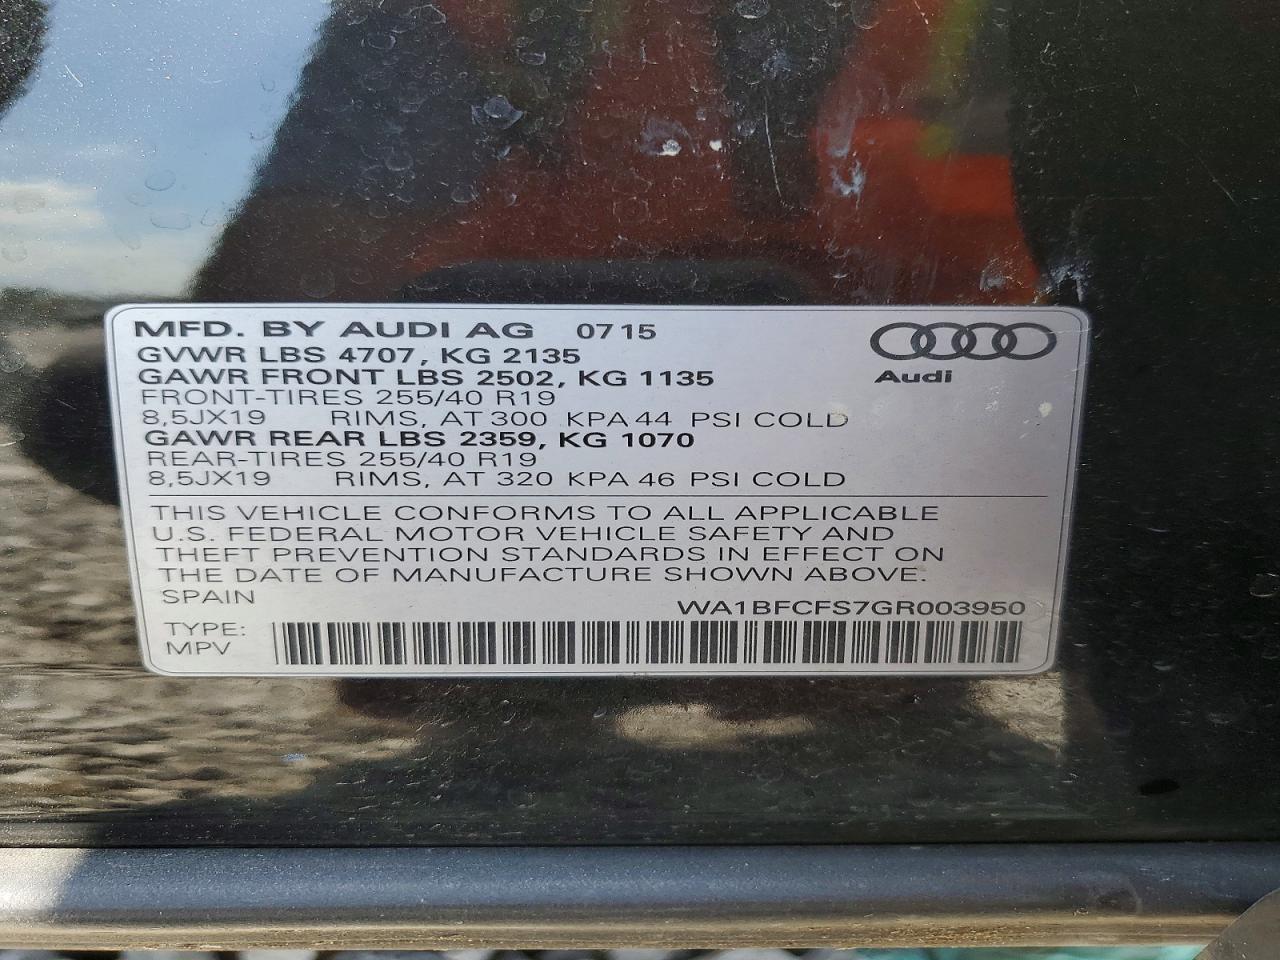 MFD. BY AUDI AG 07 15
GVWR LBS 4707, KG 2135
GAWR FRONT LBS 2502, KG 1135
FRONT-TIRES 255/40 R19
8,5JX19 RIMS, AT 300 KPA 44 PSI COLD
GAWR REAR LBS 2359, KG 1070
REAR-TIRES 255/40 R19
8,5JX19 RIMS, AT 320 KPA 46 PSI COLD
Audi
THIS VEHICLE CONFORMS TO ALL APPLICABLE
U.S. FEDERAL MOTOR VEHICLE SAFETY AND
THEFT PREVENTION STANDARDS IN EFFECT ON
THE DATE OF MANUFACTURE SHOWN ABOVE.
SPAIN
WA1BFCFS7GR003950
TYPE:
MPV